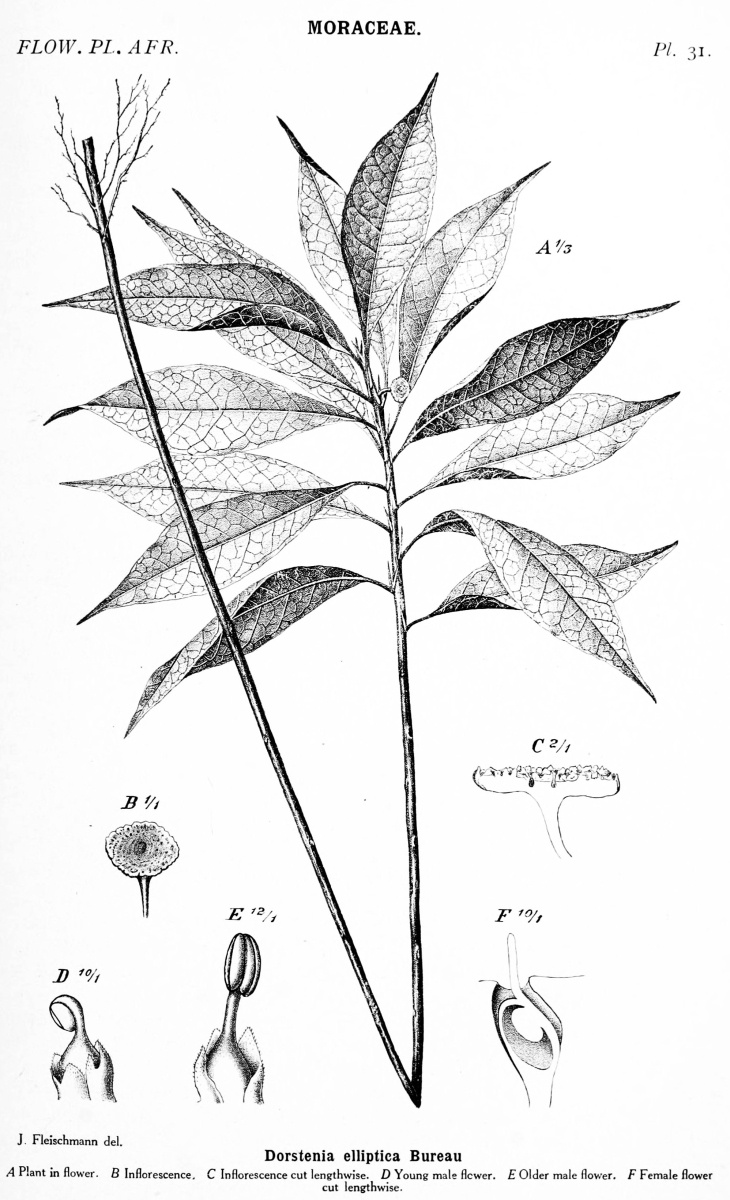 MORACEAE.
FLOW. PL. AFR.
Pl. 31.
A 1/3
C 2/1
B 1/1
E 12/1
F 10/1
D 10/1
J. Fleischmann del.
Dorstenia elliptica Bureau
A Plant in flower. B Inflorescence. C Inflorescence cut lengthwise. D Young male flower. E Older male flower. F Female flower
cut lengthwise.